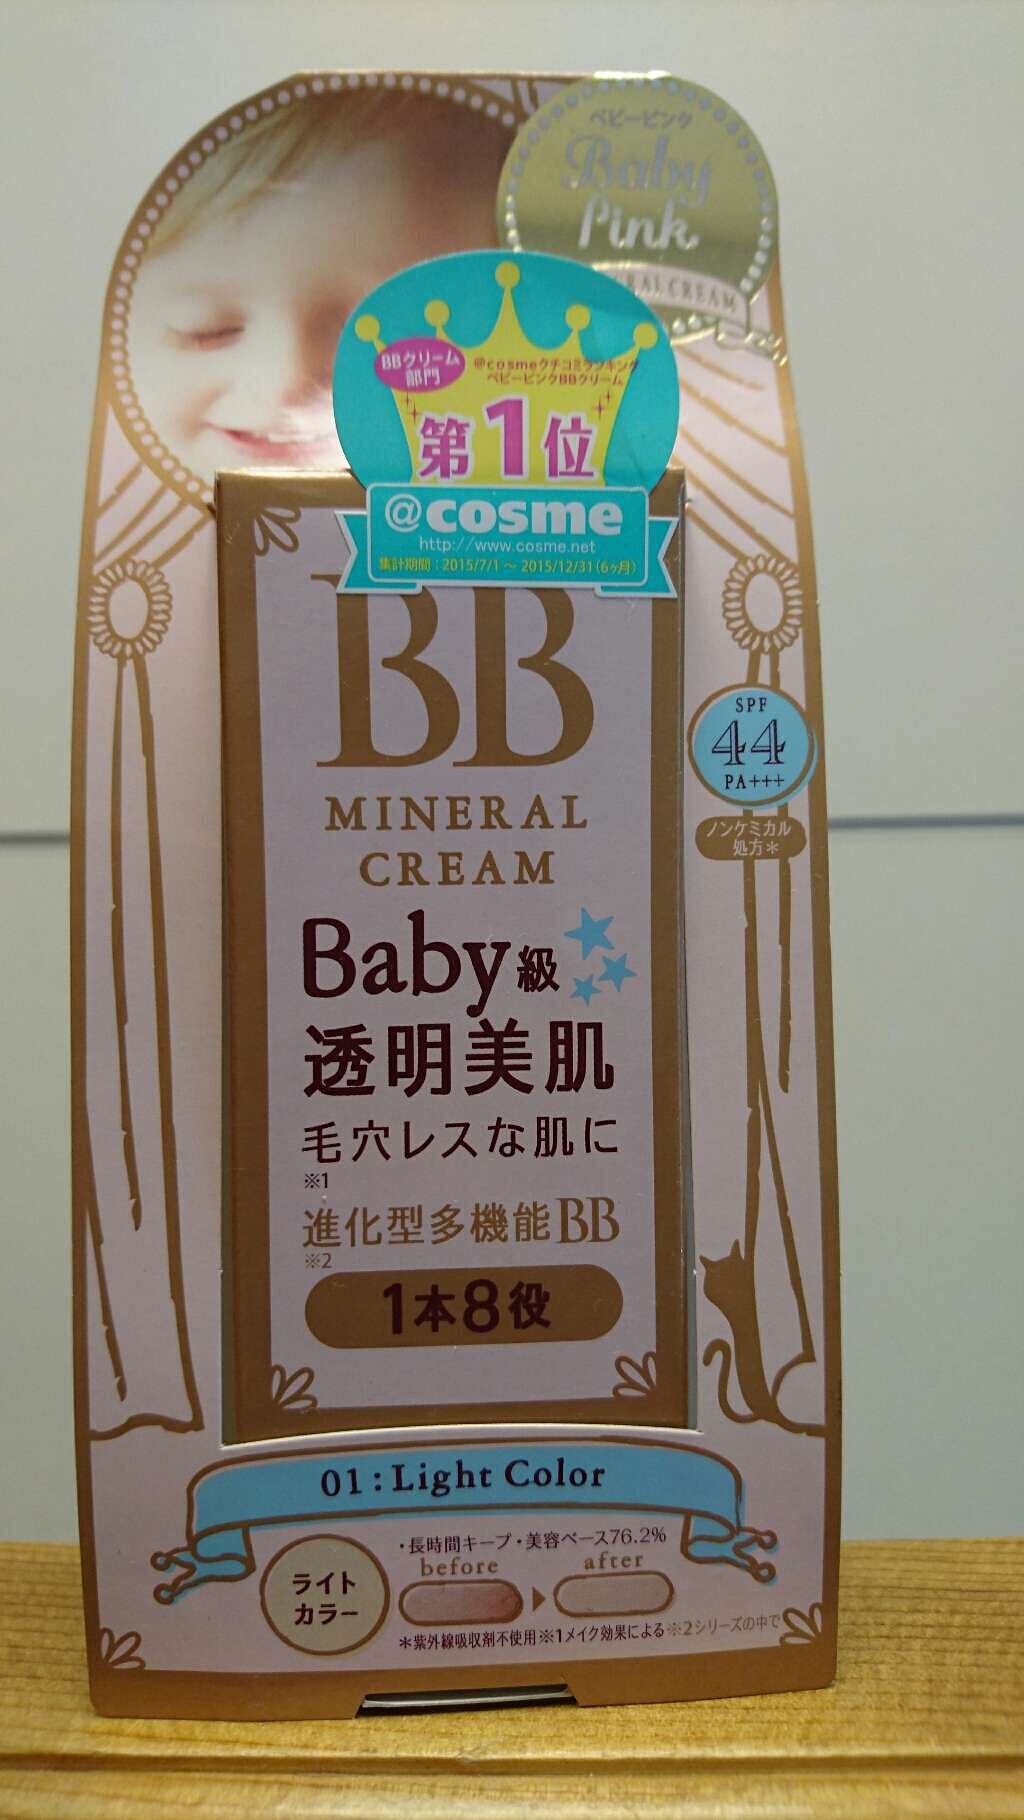 ベビーピンク
Baby
Pink
RAL CREAM
BBクリーム
部門
@cosmeクチコミランキング
ベビーピンクBBクリーム
第1位
@cosme
http://www.cosme.net
集計期間：2015/7/1～2015/12/31(6ヶ月)
BB
MINERAL
CREAM
SPF
44
PA+++
ノンケミカル
処方＊
Baby級
透明美肌
毛穴レスな肌に
※1
進化型多機能BB
※2
1本8役
01:Light Color
ライト
カラー
・長時間キープ・美容ベース76.2%
before
after
＊紫外線吸収剤不使用※1メイク効果による※2シリーズの中で